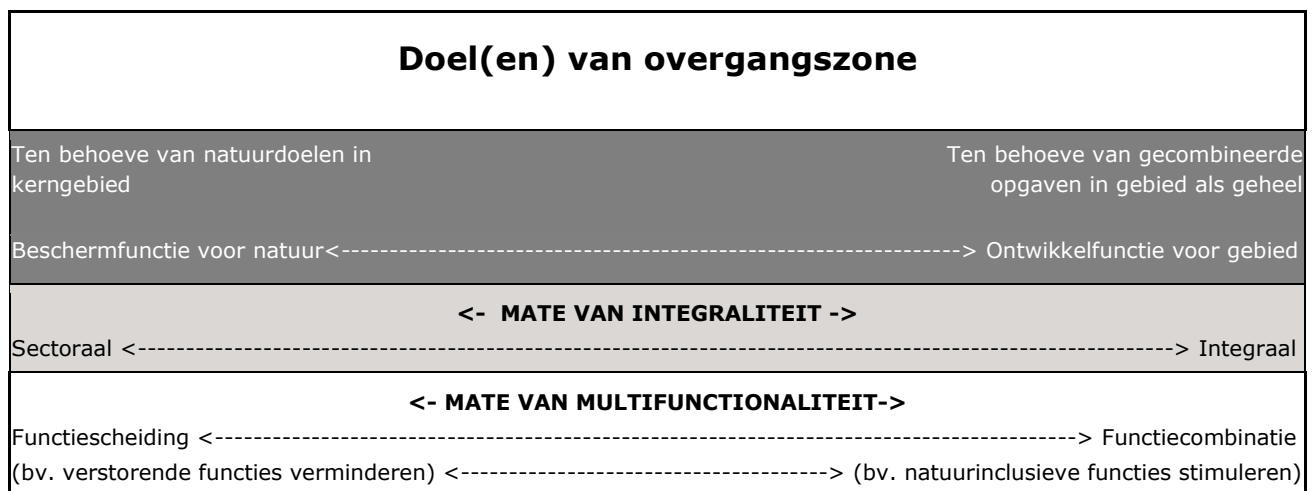 Doel(en) van overgangszone
Ten behoeve van natuurdoelen in kerngebied
Ten behoeve van gecombineerde opgaven in gebied als geheel
Beschermfunctie voor natuur<----------------------------------------------------------------> Ontwikkelfunctie voor gebied
<- MATE VAN INTEGRALITEIT ->
Sectoraal <-----------------------------------------------------------------------------------------------------------> Integraal
<- MATE VAN MULTIFUNCTIONALITEIT->
Functiescheiding <-----------------------------------------------------------------------------------------> Functiecombinatie
(bv. verstorende functies verminderen) <--------------------------------------> (bv. natuurinclusieve functies stimuleren)